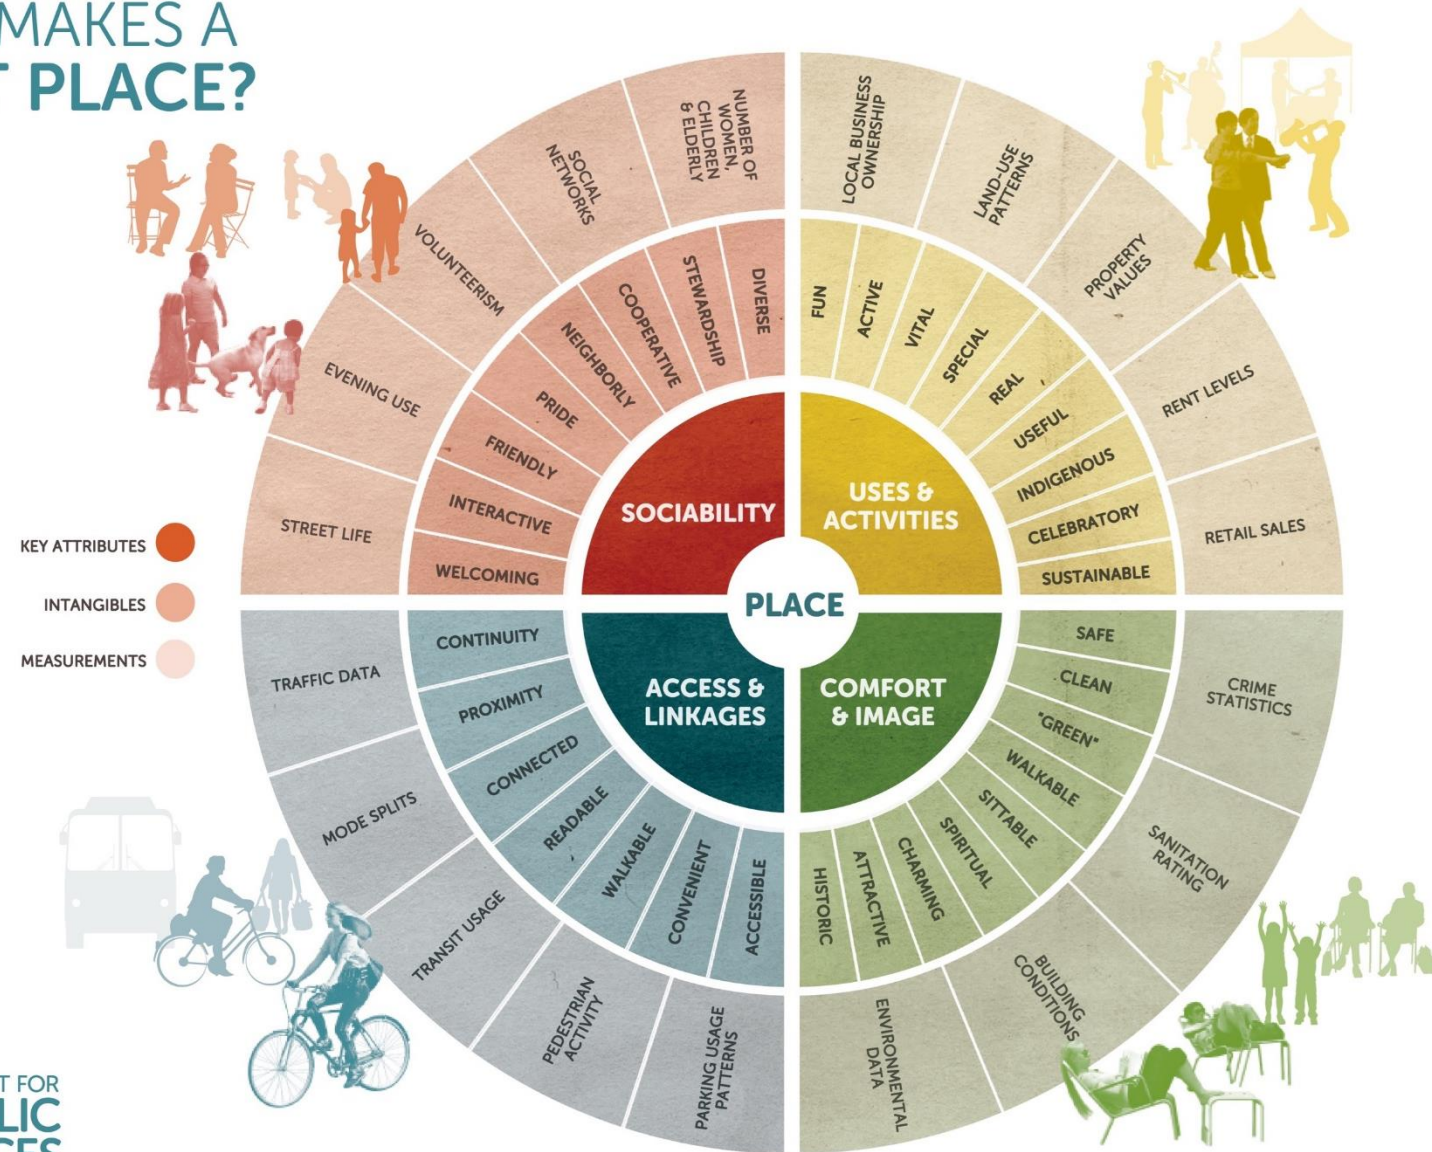 MAKES A
T PLACE?
KEY ATTRIBUTES
INTANGIBLES
MEASUREMENTS
PLACE
SOCIABILITY
USES &
ACTIVITIES
ACCESS &
LINKAGES
COMFORT
& IMAGE
WELCOMING
INTERACTIVE
FRIENDLY
PRIDE
NEIGHBORLY
COOPERATIVE
STEWARDSHIP
DIVERSE
FUN
ACTIVE
VITAL
SPECIAL
REAL
USEFUL
INDIGENOUS
CELEBRATORY
SUSTAINABLE
SAFE
CLEAN
"GREEN"
WALKABLE
SITTABLE
SPIRITUAL
CHARMING
ATTRACTIVE
HISTORIC
ACCESSIBLE
CONVENIENT
WALKABLE
READABLE
CONNECTED
PROXIMITY
CONTINUITY
STREET LIFE
EVENING USE
VOLUNTEERISM
SOCIAL
NETWORKS
NUMBER OF
WOMEN,
CHILDREN
& ELDERLY
LOCAL BUSINESS
OWNERSHIP
LAND-USE
PATTERNS
PROPERTY
VALUES
RENT LEVELS
RETAIL SALES
CRIME
STATISTICS
SANITATION
RATING
BUILDING
CONDITIONS
ENVIRONMENTAL
DATA
PARKING USAGE
PATTERNS
PEDESTRIAN
ACTIVITY
TRANSIT USAGE
MODE SPLITS
TRAFFIC DATA
T FOR
LIC
CES